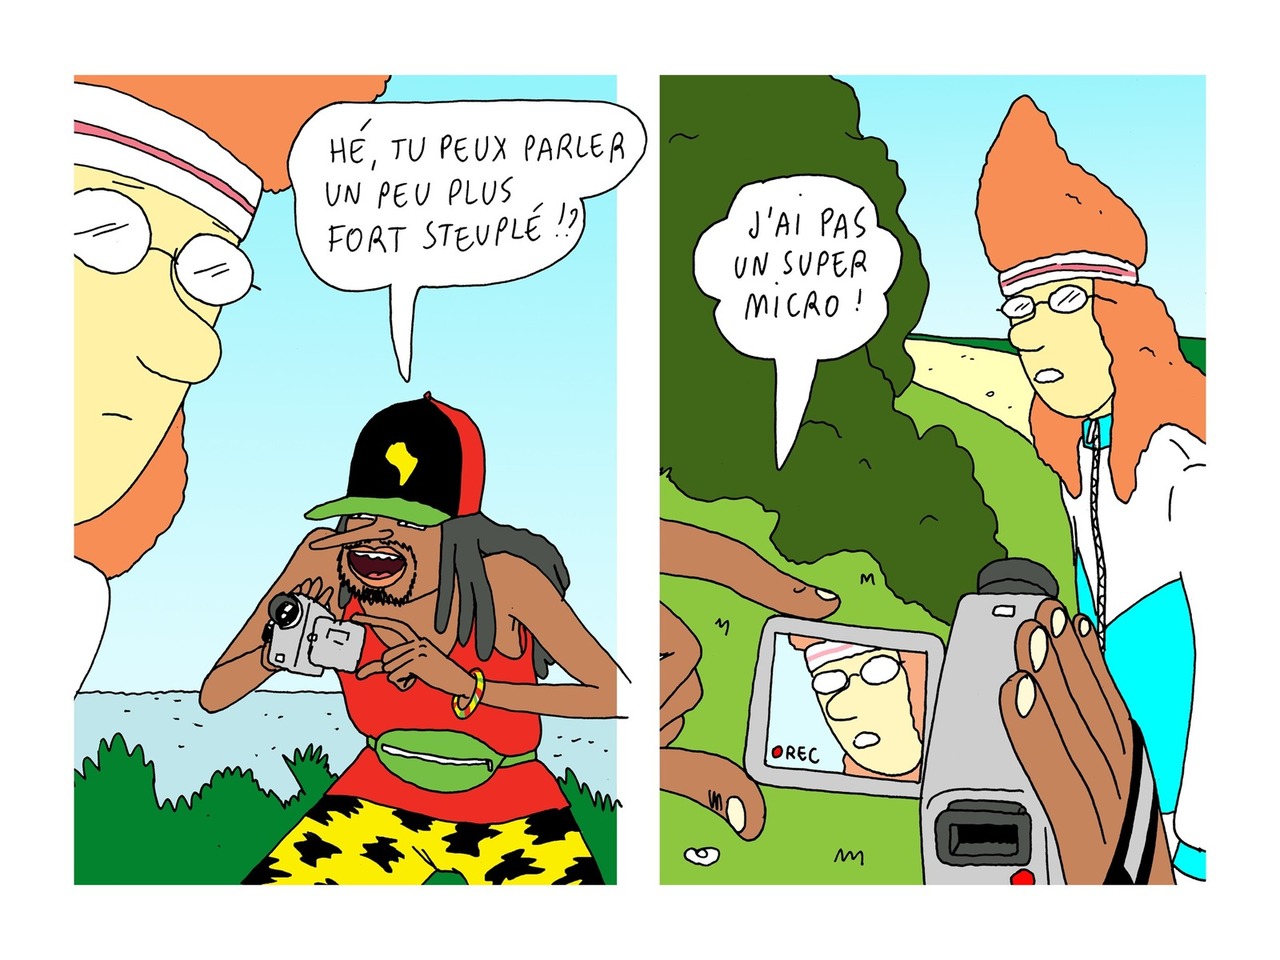 HÉ, TU PEUX PARLER
UN PEU PLUS
FORT STEUPLÉ !?
J'AI PAS
UN SUPER
MICRO !
REC